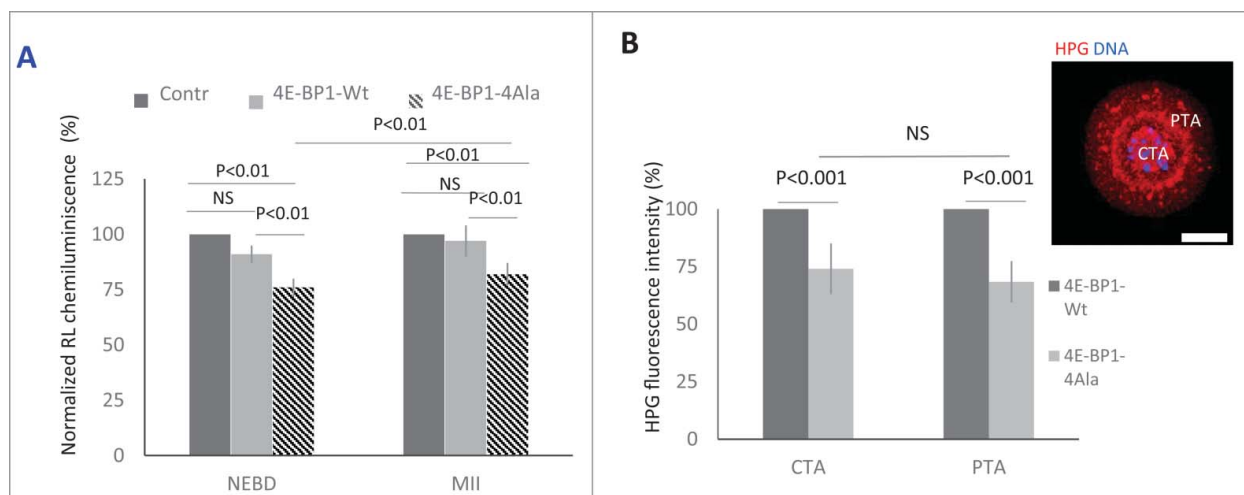 A
Contr 4E-BP1-Wt 4E-BP1-4Ala
P<0.01
P<0.01 P<0.01
NS NS
P<0.01 P<0.01
Normalized RL chemiluminiscence (%)
125
100
75
50
25
0
NEBD MII
B
HPG DNA
PTA
CTA
NS
P<0.001 P<0.001
HPG fluorescence intensity (%)
100
75
50
25
0
CTA PTA
4E-BP1-
Wt
4E-BP1-
4Ala